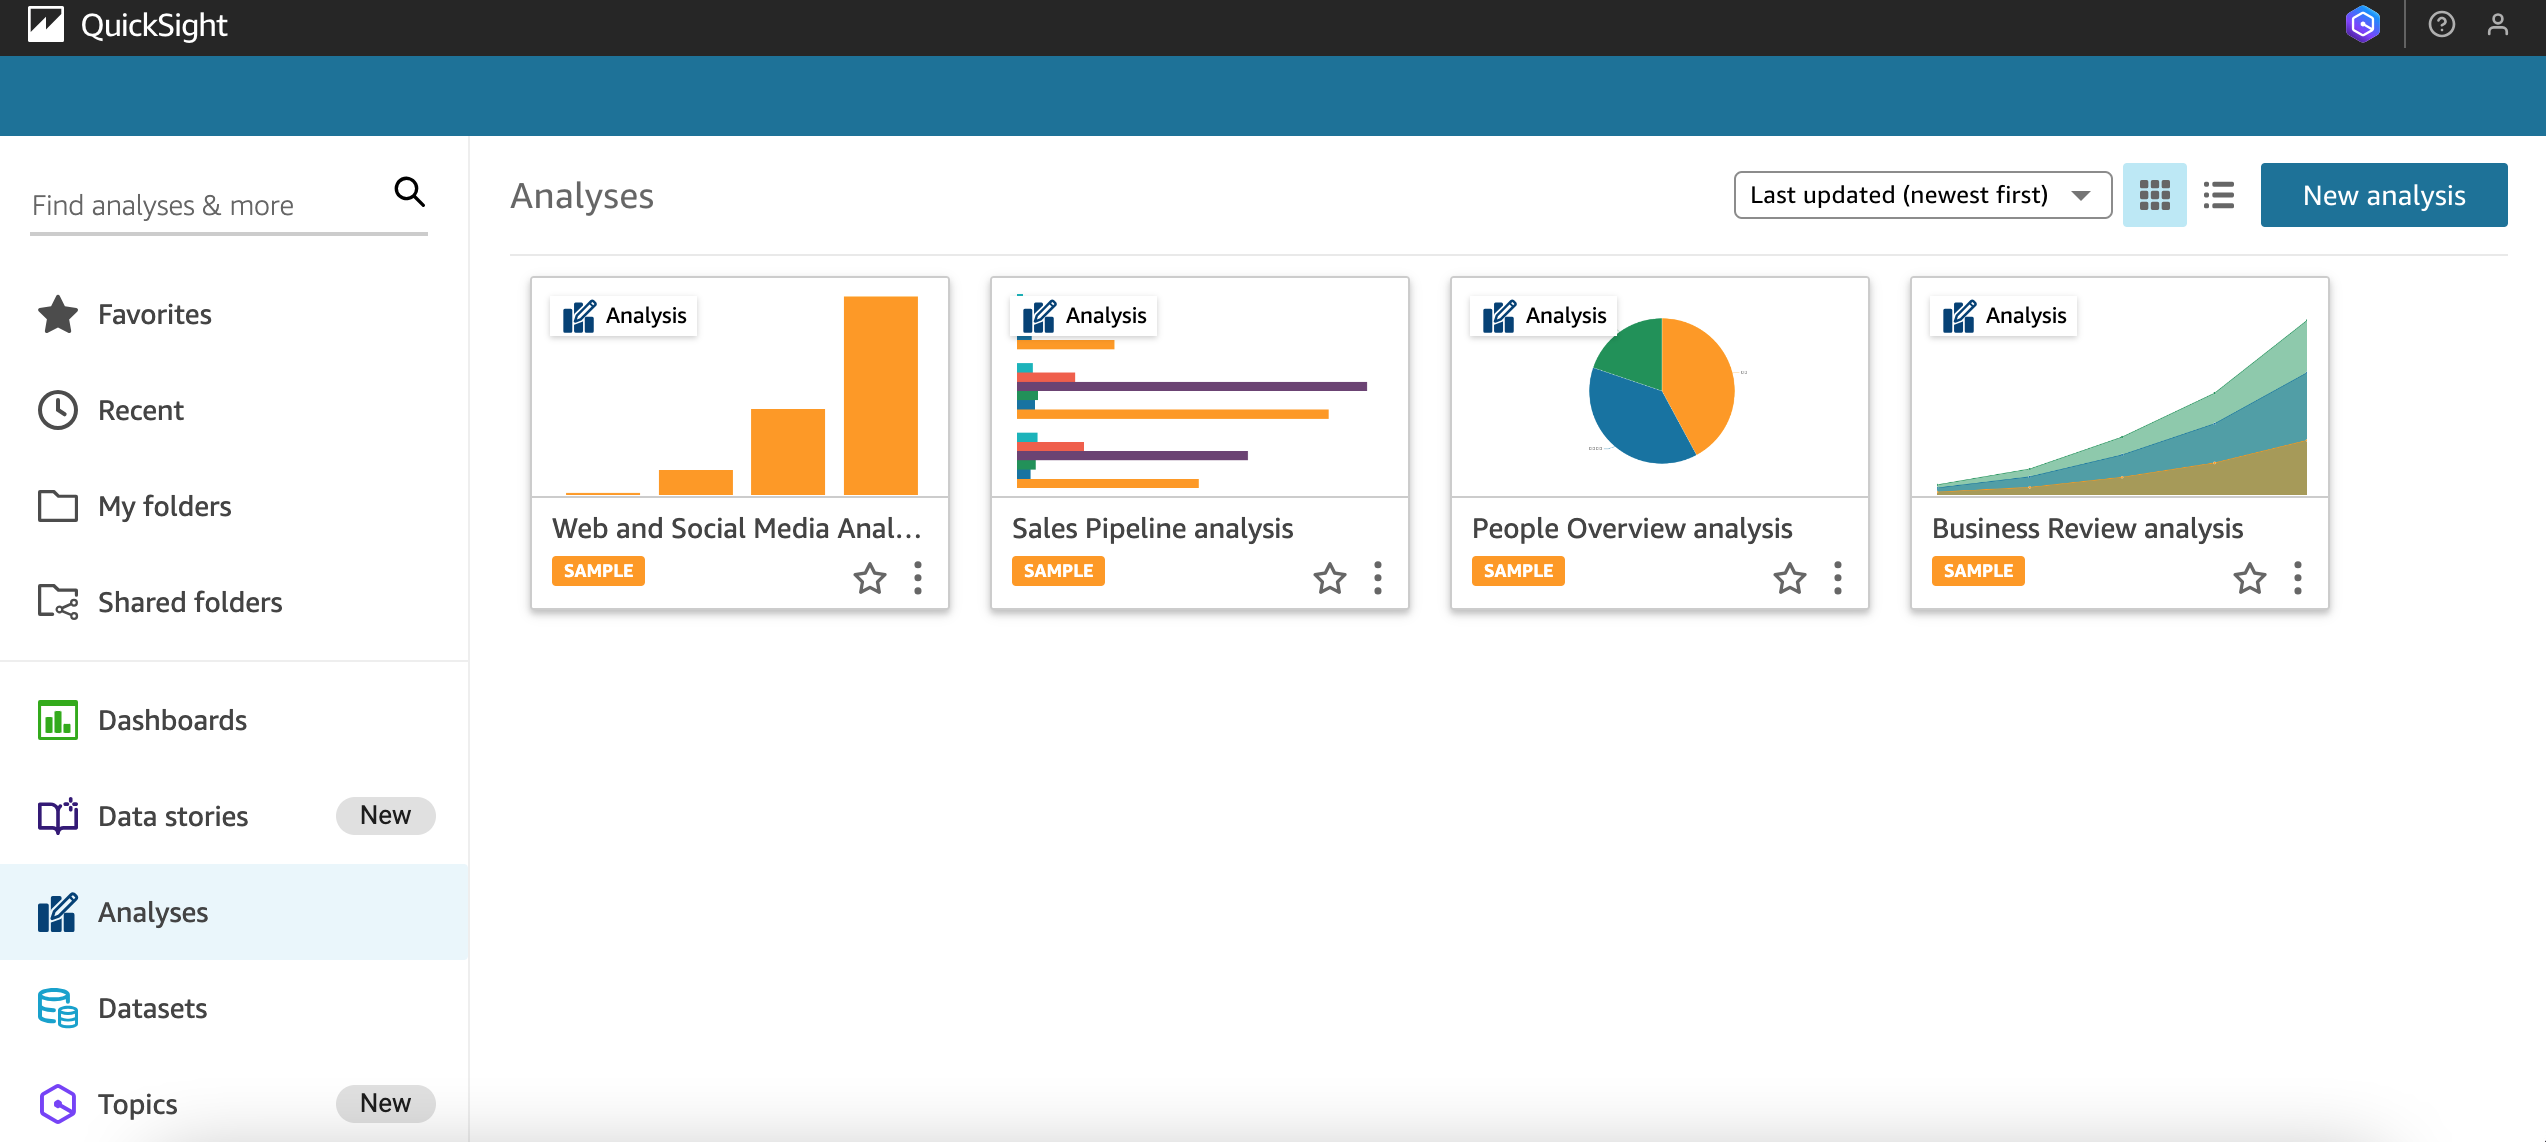 QuickSight
Find analyses & more
Favorites
Recent
My folders
Shared folders
Dashboards
Data stories New
Analyses
Datasets
Topics New
Analyses
Last updated (newest first)
New analysis
Analysis
Web and Social Media Anal...
SAMPLE
Analysis
Sales Pipeline analysis
SAMPLE
Analysis
People Overview analysis
SAMPLE
Analysis
Business Review analysis
SAMPLE